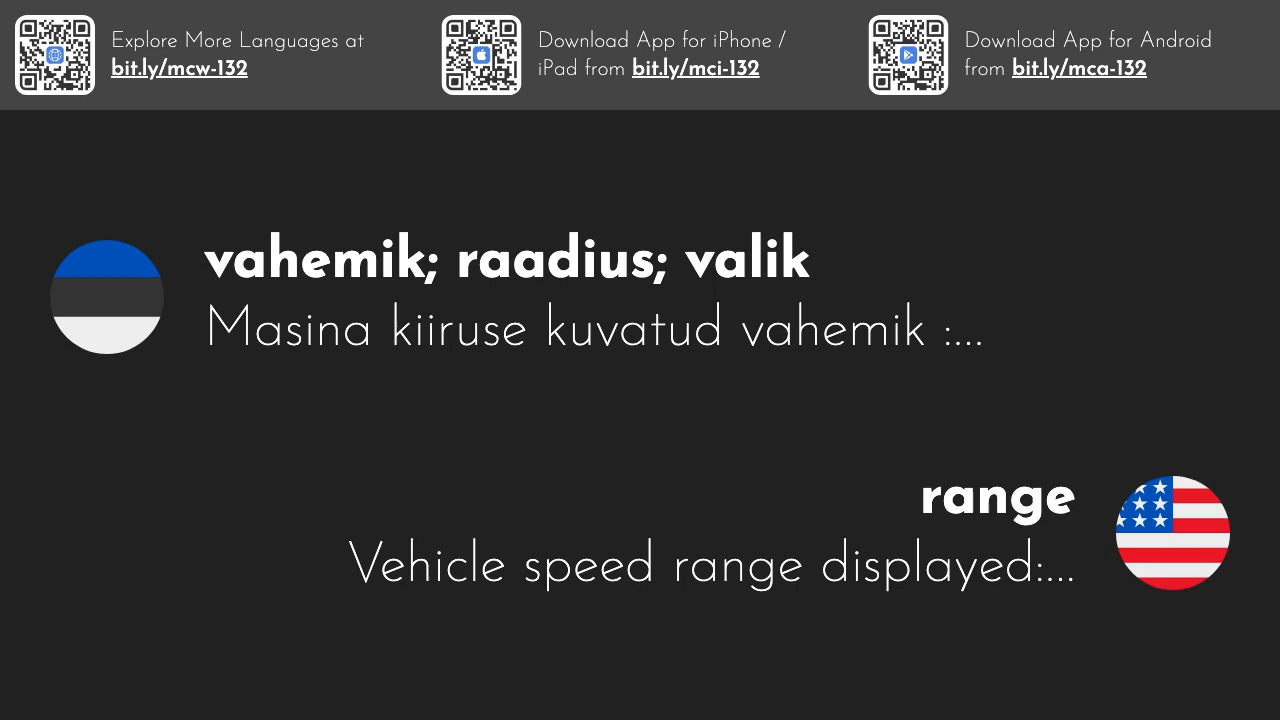 Explore More Languages at
bit.ly/mcw-132
Download App for iPhone /
iPad from bit.ly/mci-132
Download App for Android
from bit.ly/mca-132
vahemik; raadius; valik
Masina kiiruse kuvatud vahemik :...
range
Vehicle speed range displayed:...